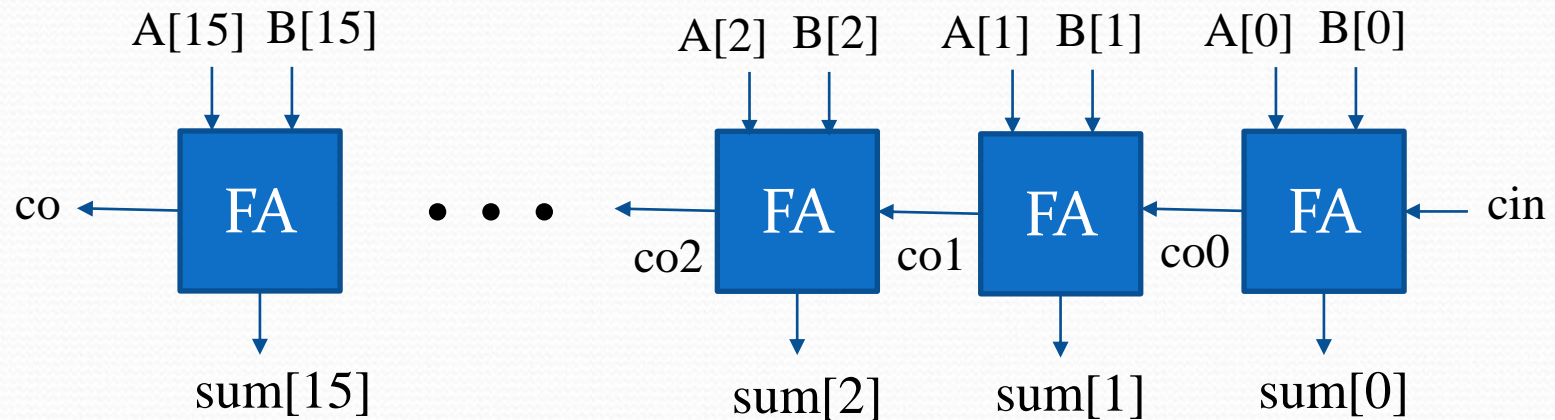 A[15] B[15] A[2] B[2] A[1] B[1] A[0] B[0]
co FA FA FA FA cin
co2 co1 co0
sum[15] sum[2] sum[1] sum[0]